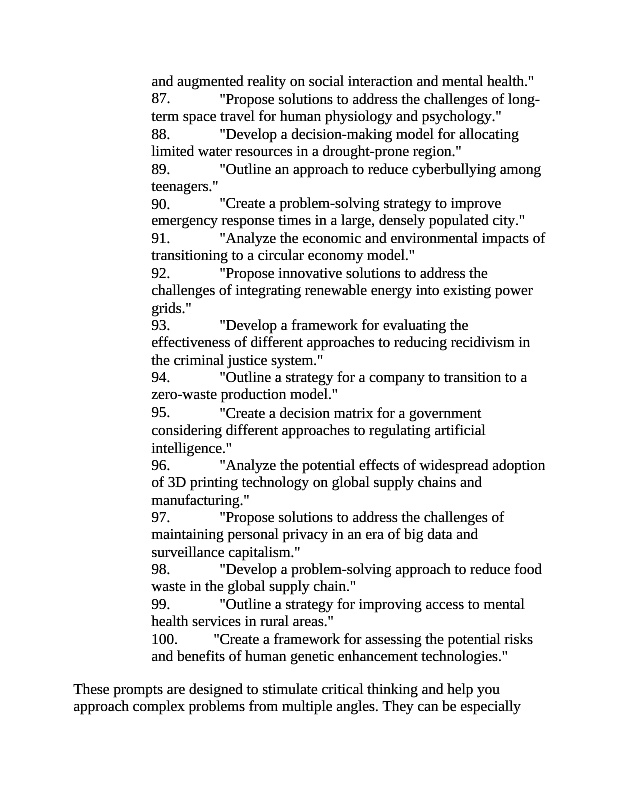 and augmented reality on social interaction and mental health."
87. "Propose solutions to address the challenges of long-
term space travel for human physiology and psychology."
88. "Develop a decision-making model for allocating
limited water resources in a drought-prone region."
89. "Outline an approach to reduce cyberbullying among
teenagers."
90. "Create a problem-solving strategy to improve
emergency response times in a large, densely populated city."
91. "Analyze the economic and environmental impacts of
transitioning to a circular economy model."
92. "Propose innovative solutions to address the
challenges of integrating renewable energy into existing power
grids."
93. "Develop a framework for evaluating the
effectiveness of different approaches to reducing recidivism in
the criminal justice system."
94. "Outline a strategy for a company to transition to a
zero-waste production model."
95. "Create a decision matrix for a government
considering different approaches to regulating artificial
intelligence."
96. "Analyze the potential effects of widespread adoption
of 3D printing technology on global supply chains and
manufacturing."
97. "Propose solutions to address the challenges of
maintaining personal privacy in an era of big data and
surveillance capitalism."
98. "Develop a problem-solving approach to reduce food
waste in the global supply chain."
99. "Outline a strategy for improving access to mental
health services in rural areas."
100. "Create a framework for assessing the potential risks
and benefits of human genetic enhancement technologies."
These prompts are designed to stimulate critical thinking and help you
approach complex problems from multiple angles. They can be especially